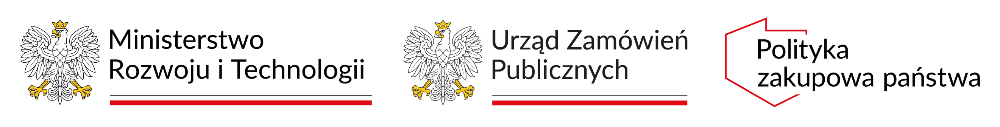 Ministerstwo
Rozwoju i Technologii
Urząd Zamówień
Publicznych
Polityka
zakupowa państwa